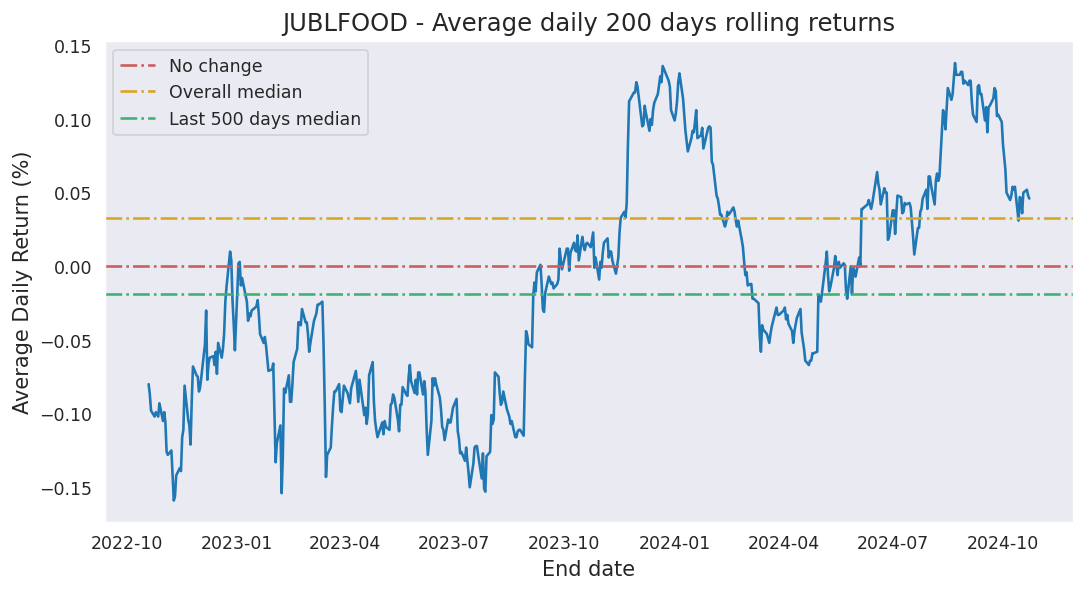 JUBLFOOD - Average daily 200 days rolling returns
No change
Overall median
Last 500 days median
Average Daily Return (%)
0.15
0.10
0.05
0.00
−0.05
−0.10
−0.15
2022-10 2023-01 2023-04 2023-07 2023-10 2024-01 2024-04 2024-07 2024-10
End date